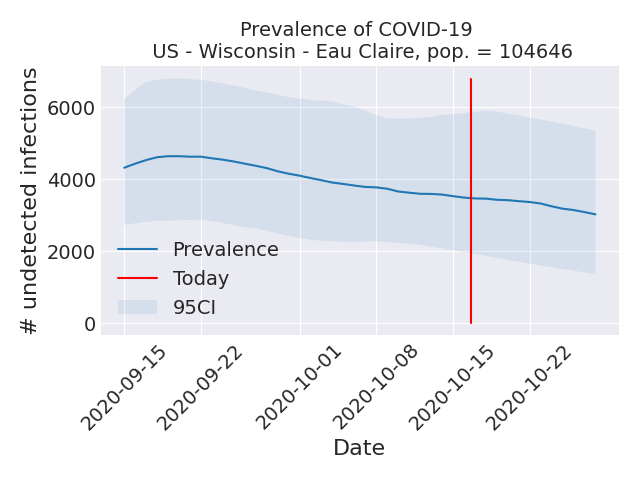 Prevalence of COVID-19
US - Wisconsin - Eau Claire, pop. = 104646
# undetected infections
6000
4000
2000
0
Prevalence
Today
95CI
2020-09-15
2020-09-22
2020-10-01
2020-10-08
2020-10-15
2020-10-22
Date